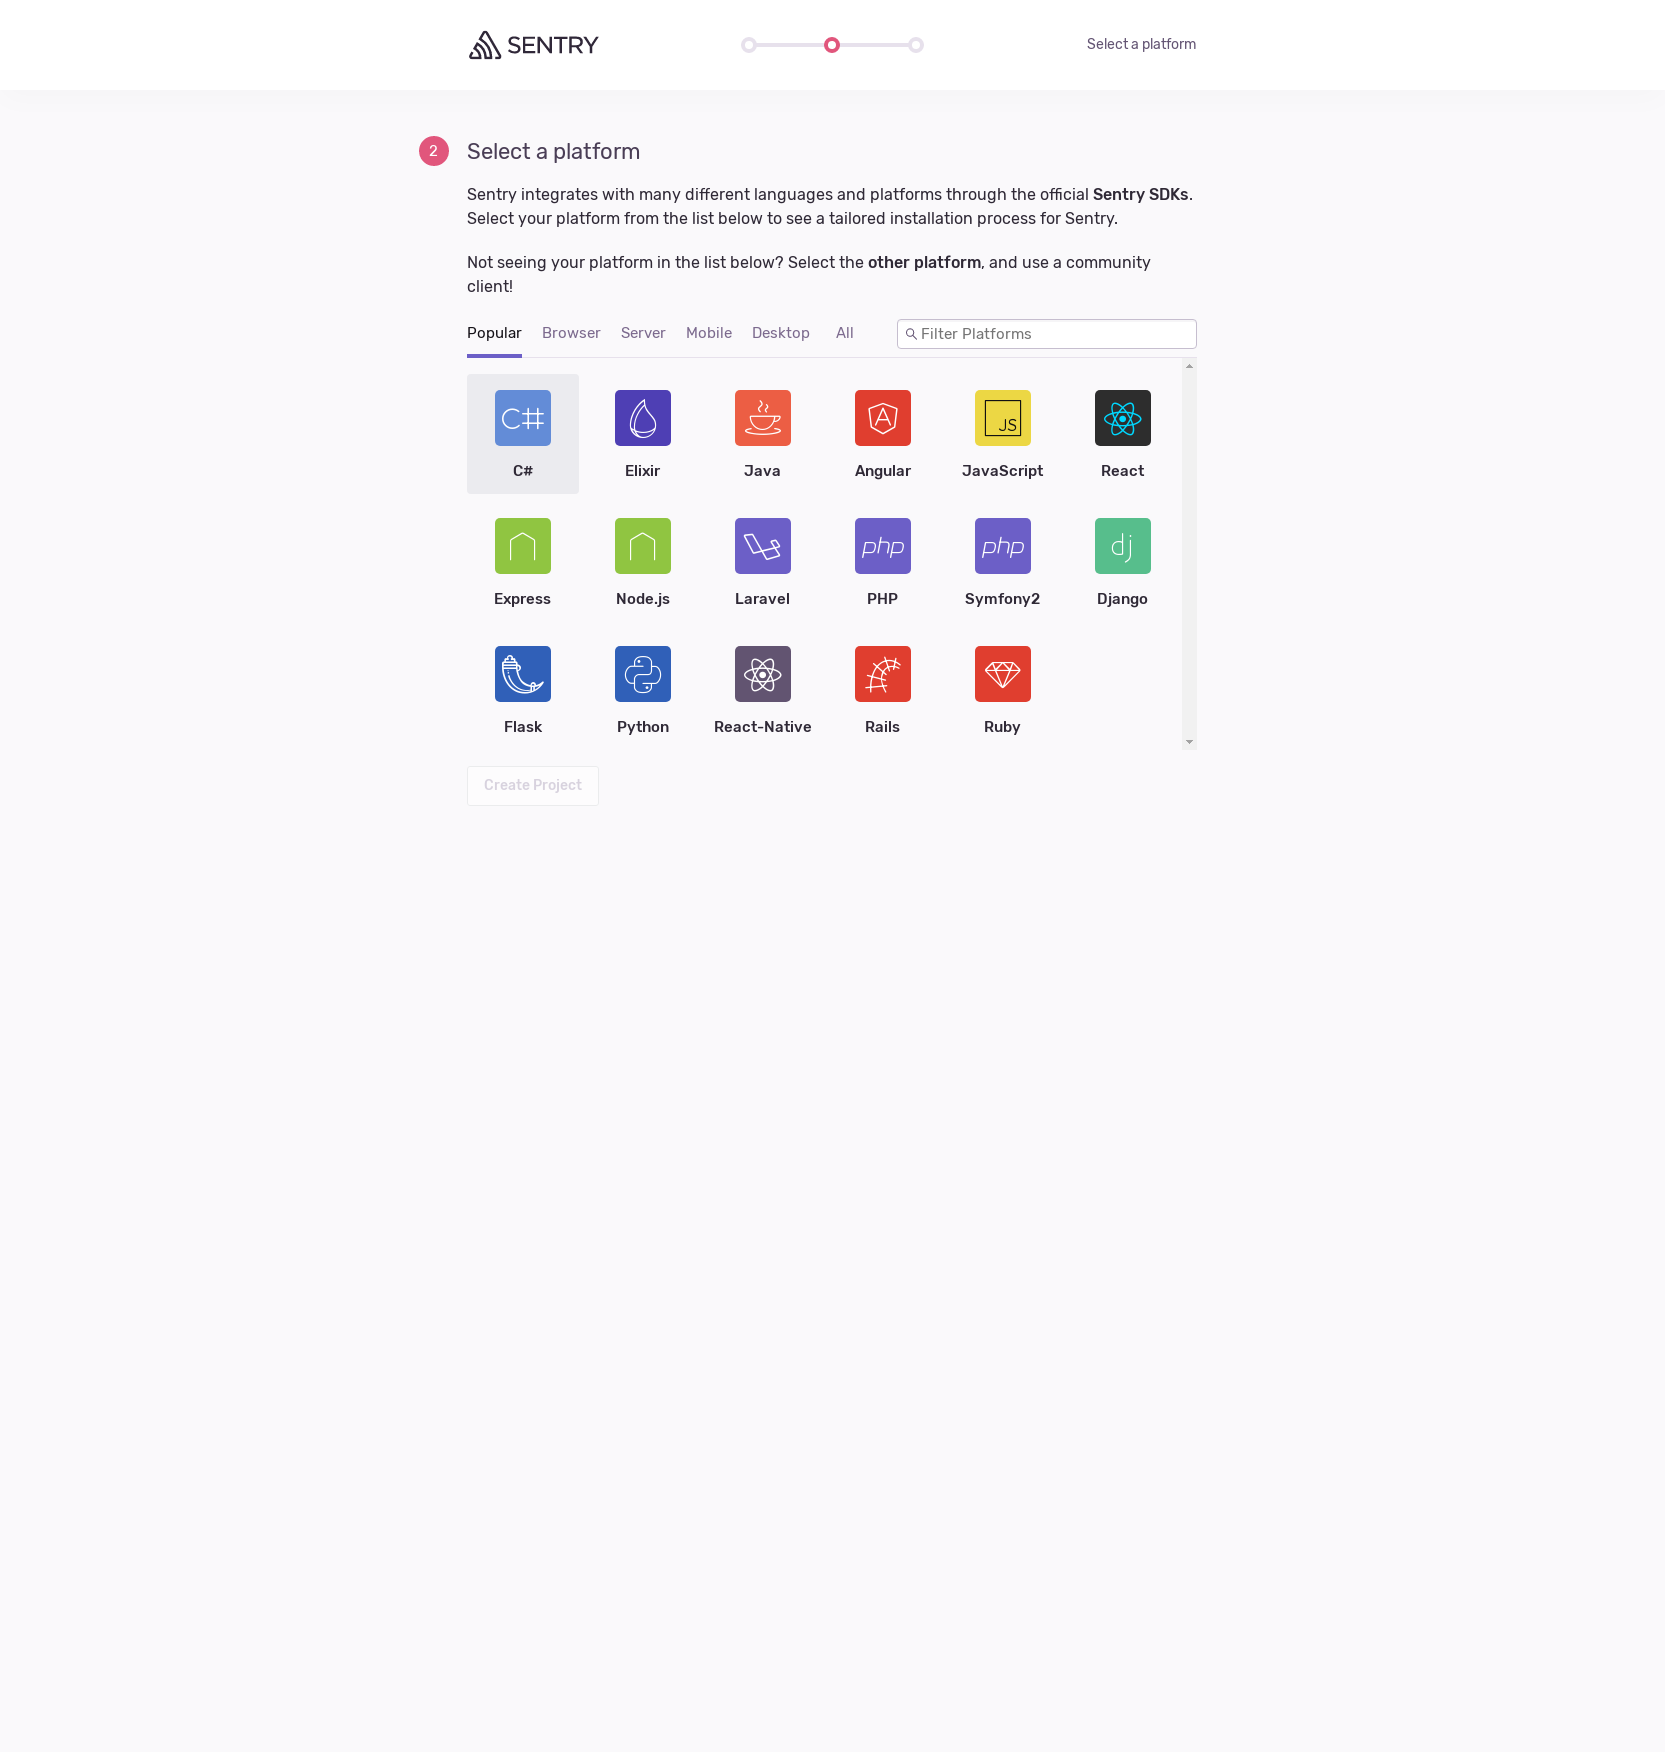 SENTRY
Select a platform
2
Select a platform
Sentry integrates with many different languages and platforms through the official Sentry SDKs.
Select your platform from the list below to see a tailored installation process for Sentry.
Not seeing your platform in the list below? Select the other platform, and use a community
client!
Popular Browser Server Mobile Desktop All Filter Platforms
C# JS
C# Elixir Java Angular JavaScript React
php php dj
Express Node.js Laravel PHP Symfony2 Django
Flask Python React-Native Rails Ruby
Create Project